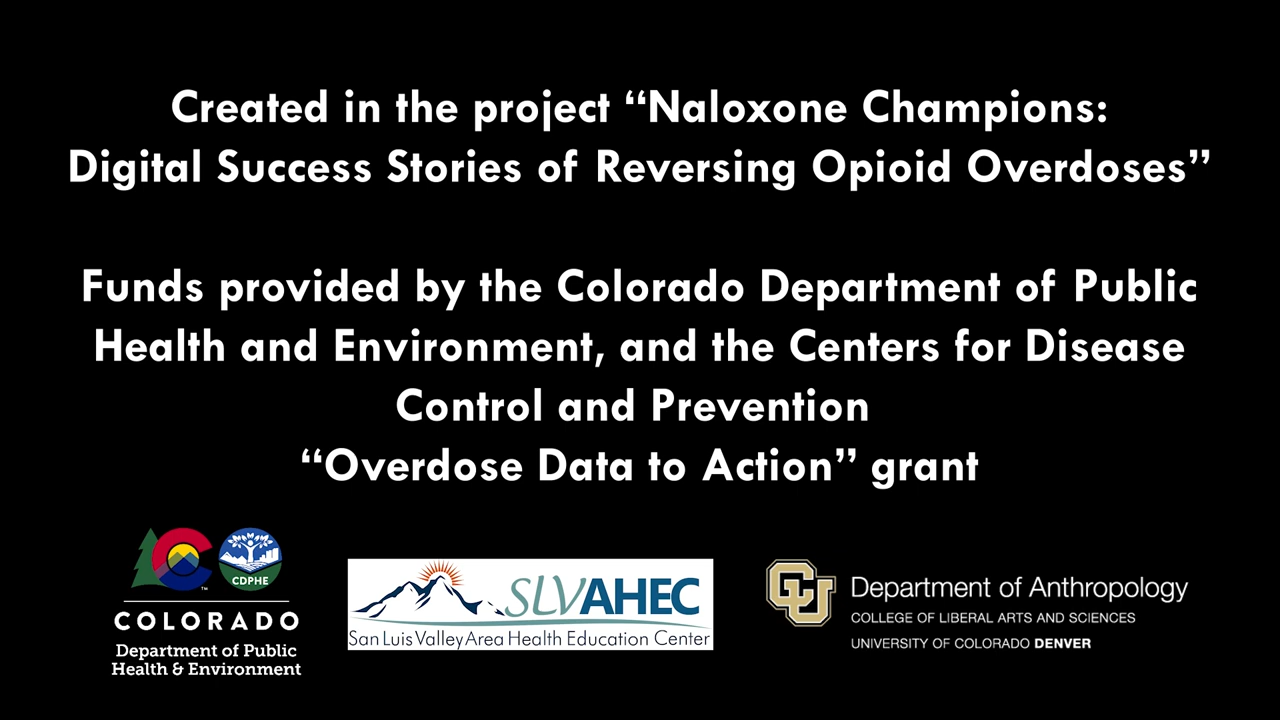 Created in the project “Naloxone Champions:
Digital Success Stories of Reversing Opioid Overdoses”
Funds provided by the Colorado Department of Public
Health and Environment, and the Centers for Disease
Control and Prevention
“Overdose Data to Action” grant
CDPHE
TM
COLORADO
Department of Public
Health & Environment
SLVAHEC
San Luis Valley Area Health Education Center
CU
Department of Anthropology
COLLEGE OF LIBERAL ARTS AND SCIENCES
UNIVERSITY OF COLORADO DENVER